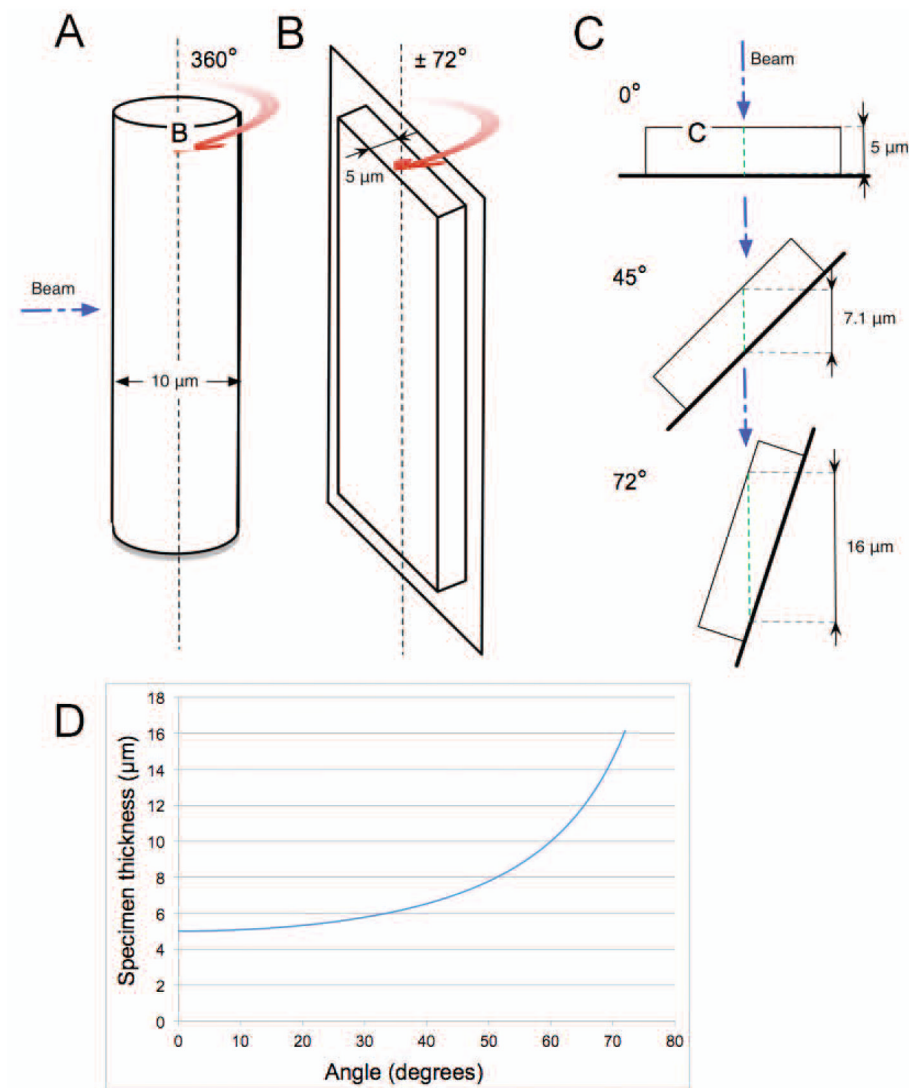 A
360°
B
Beam
10 µm
B
± 72°
5 µm
C
Beam
0°
C
5 µm
45°
7.1 µm
72°
16 µm
D
Specimen thickness (µm)
18
16
14
12
10
8
6
4
2
0
0 10 20 30 40 50 60 70 80
Angle (degrees)